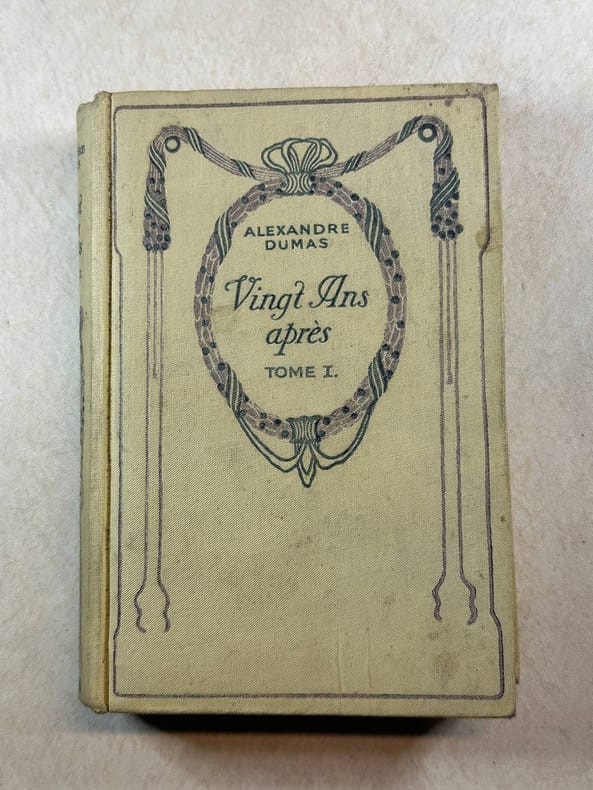 ALEXANDRE
DUMAS
Vingt Ans
après
TOME I.